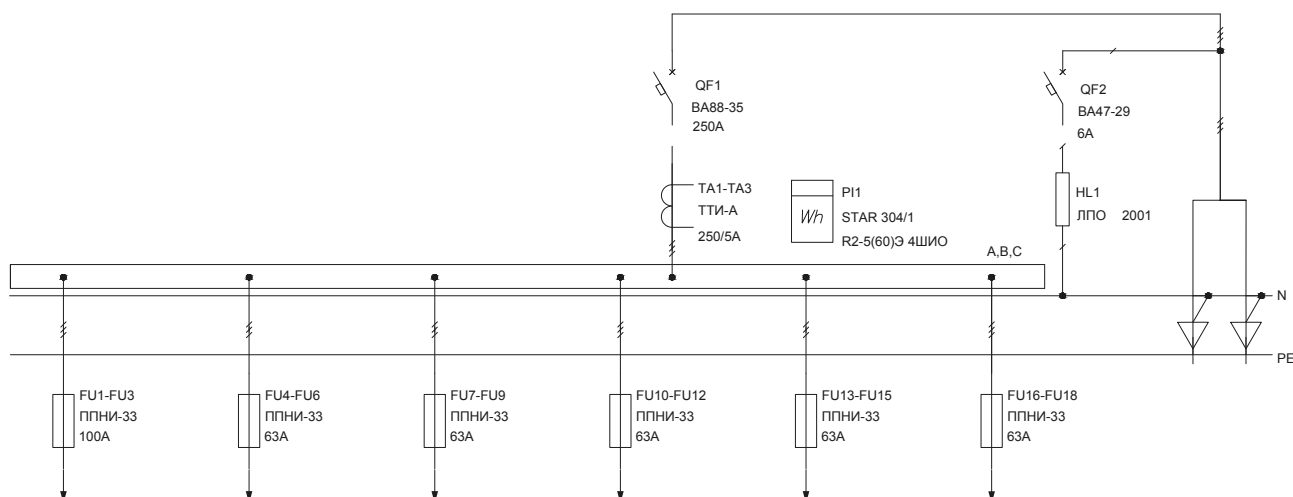 QF1
ВА88-35
250А
QF2
ВА47-29
6А
ТА1-ТА3
ТТИ-А
250/5А
PI1
Wh
STAR 304/1
R2-5(60)Э 4ШИО
HL1
ЛПО 2001
А,В,С
N
PE
FU1-FU3
ППНИ-33
100А
FU4-FU6
ППНИ-33
63А
FU7-FU9
ППНИ-33
63А
FU10-FU12
ППНИ-33
63А
FU13-FU15
ППНИ-33
63А
FU16-FU18
ППНИ-33
63А